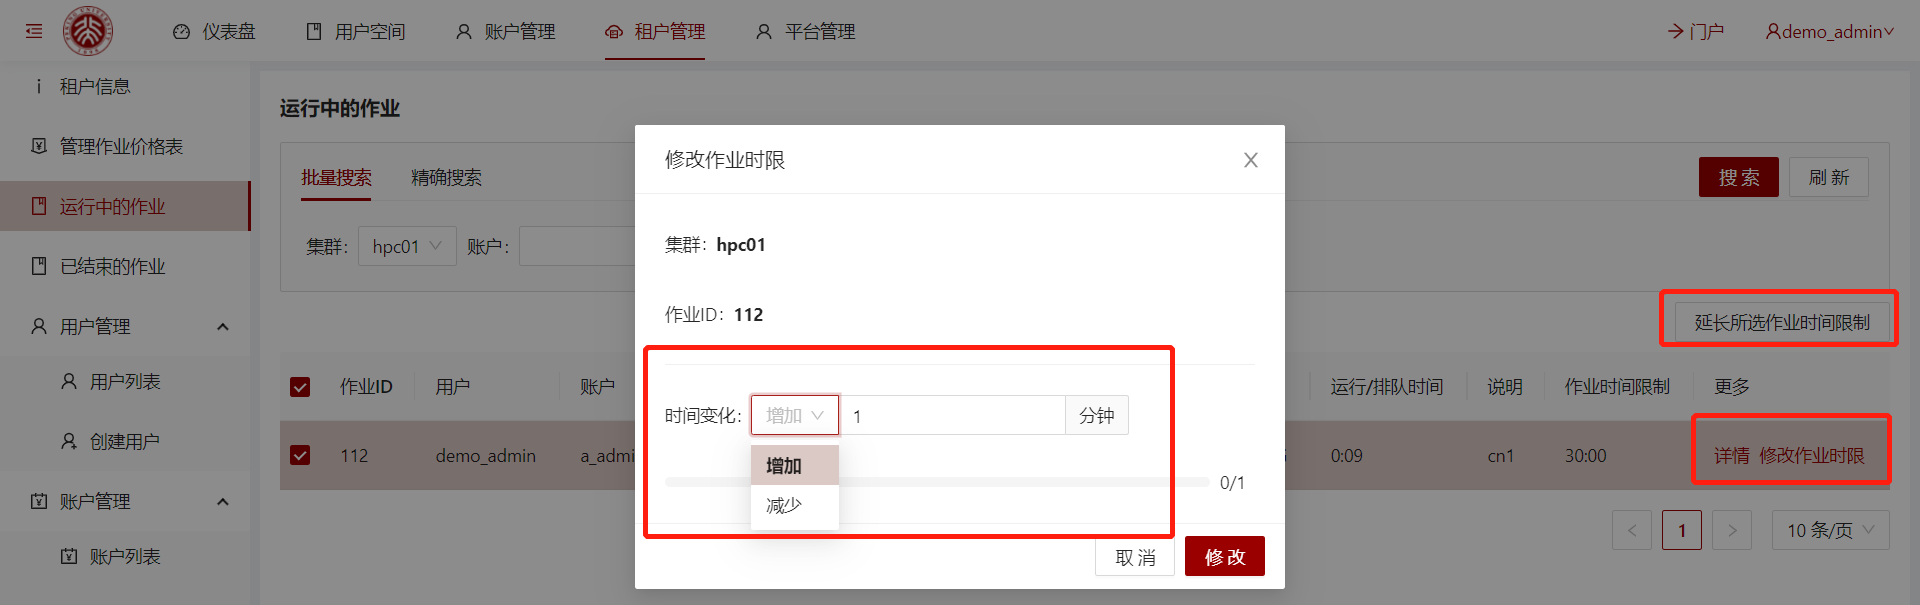 仪表盘 用户空间 账户管理 租户管理 平台管理 门户 demo_admin
租户信息
管理作业价格表
运行中的作业
已结束的作业
用户管理
用户列表
创建用户
账户管理
账户列表
运行中的作业
批量搜索 精确搜索
搜 索 刷 新
集群: hpc01 账户:
延长所选作业时间限制
作业ID 用户 账户 运行/排队时间 说明 作业时间限制 更多
112 demo_admin a_admi 0:09 cn1 30:00 详情 修改作业时限
1 10 条/页
修改作业时限
集群: hpc01
作业ID: 112
时间变化: 增加 1 分钟
增加
减少
0/1
取 消 修 改